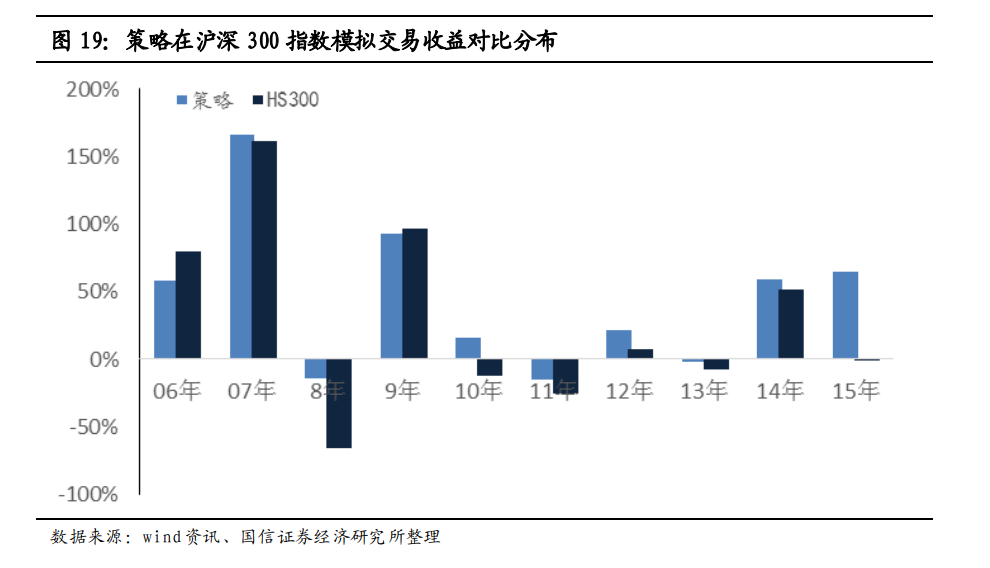 图 19：策略在沪深 300 指数模拟交易收益对比分布
策略 HS300
200%
150%
100%
50%
0%
-50%
-100%
06年 07年 8年 9年 10年 11年 12年 13年 14年 15年
数据来源：wind资讯、国信证券经济研究所整理